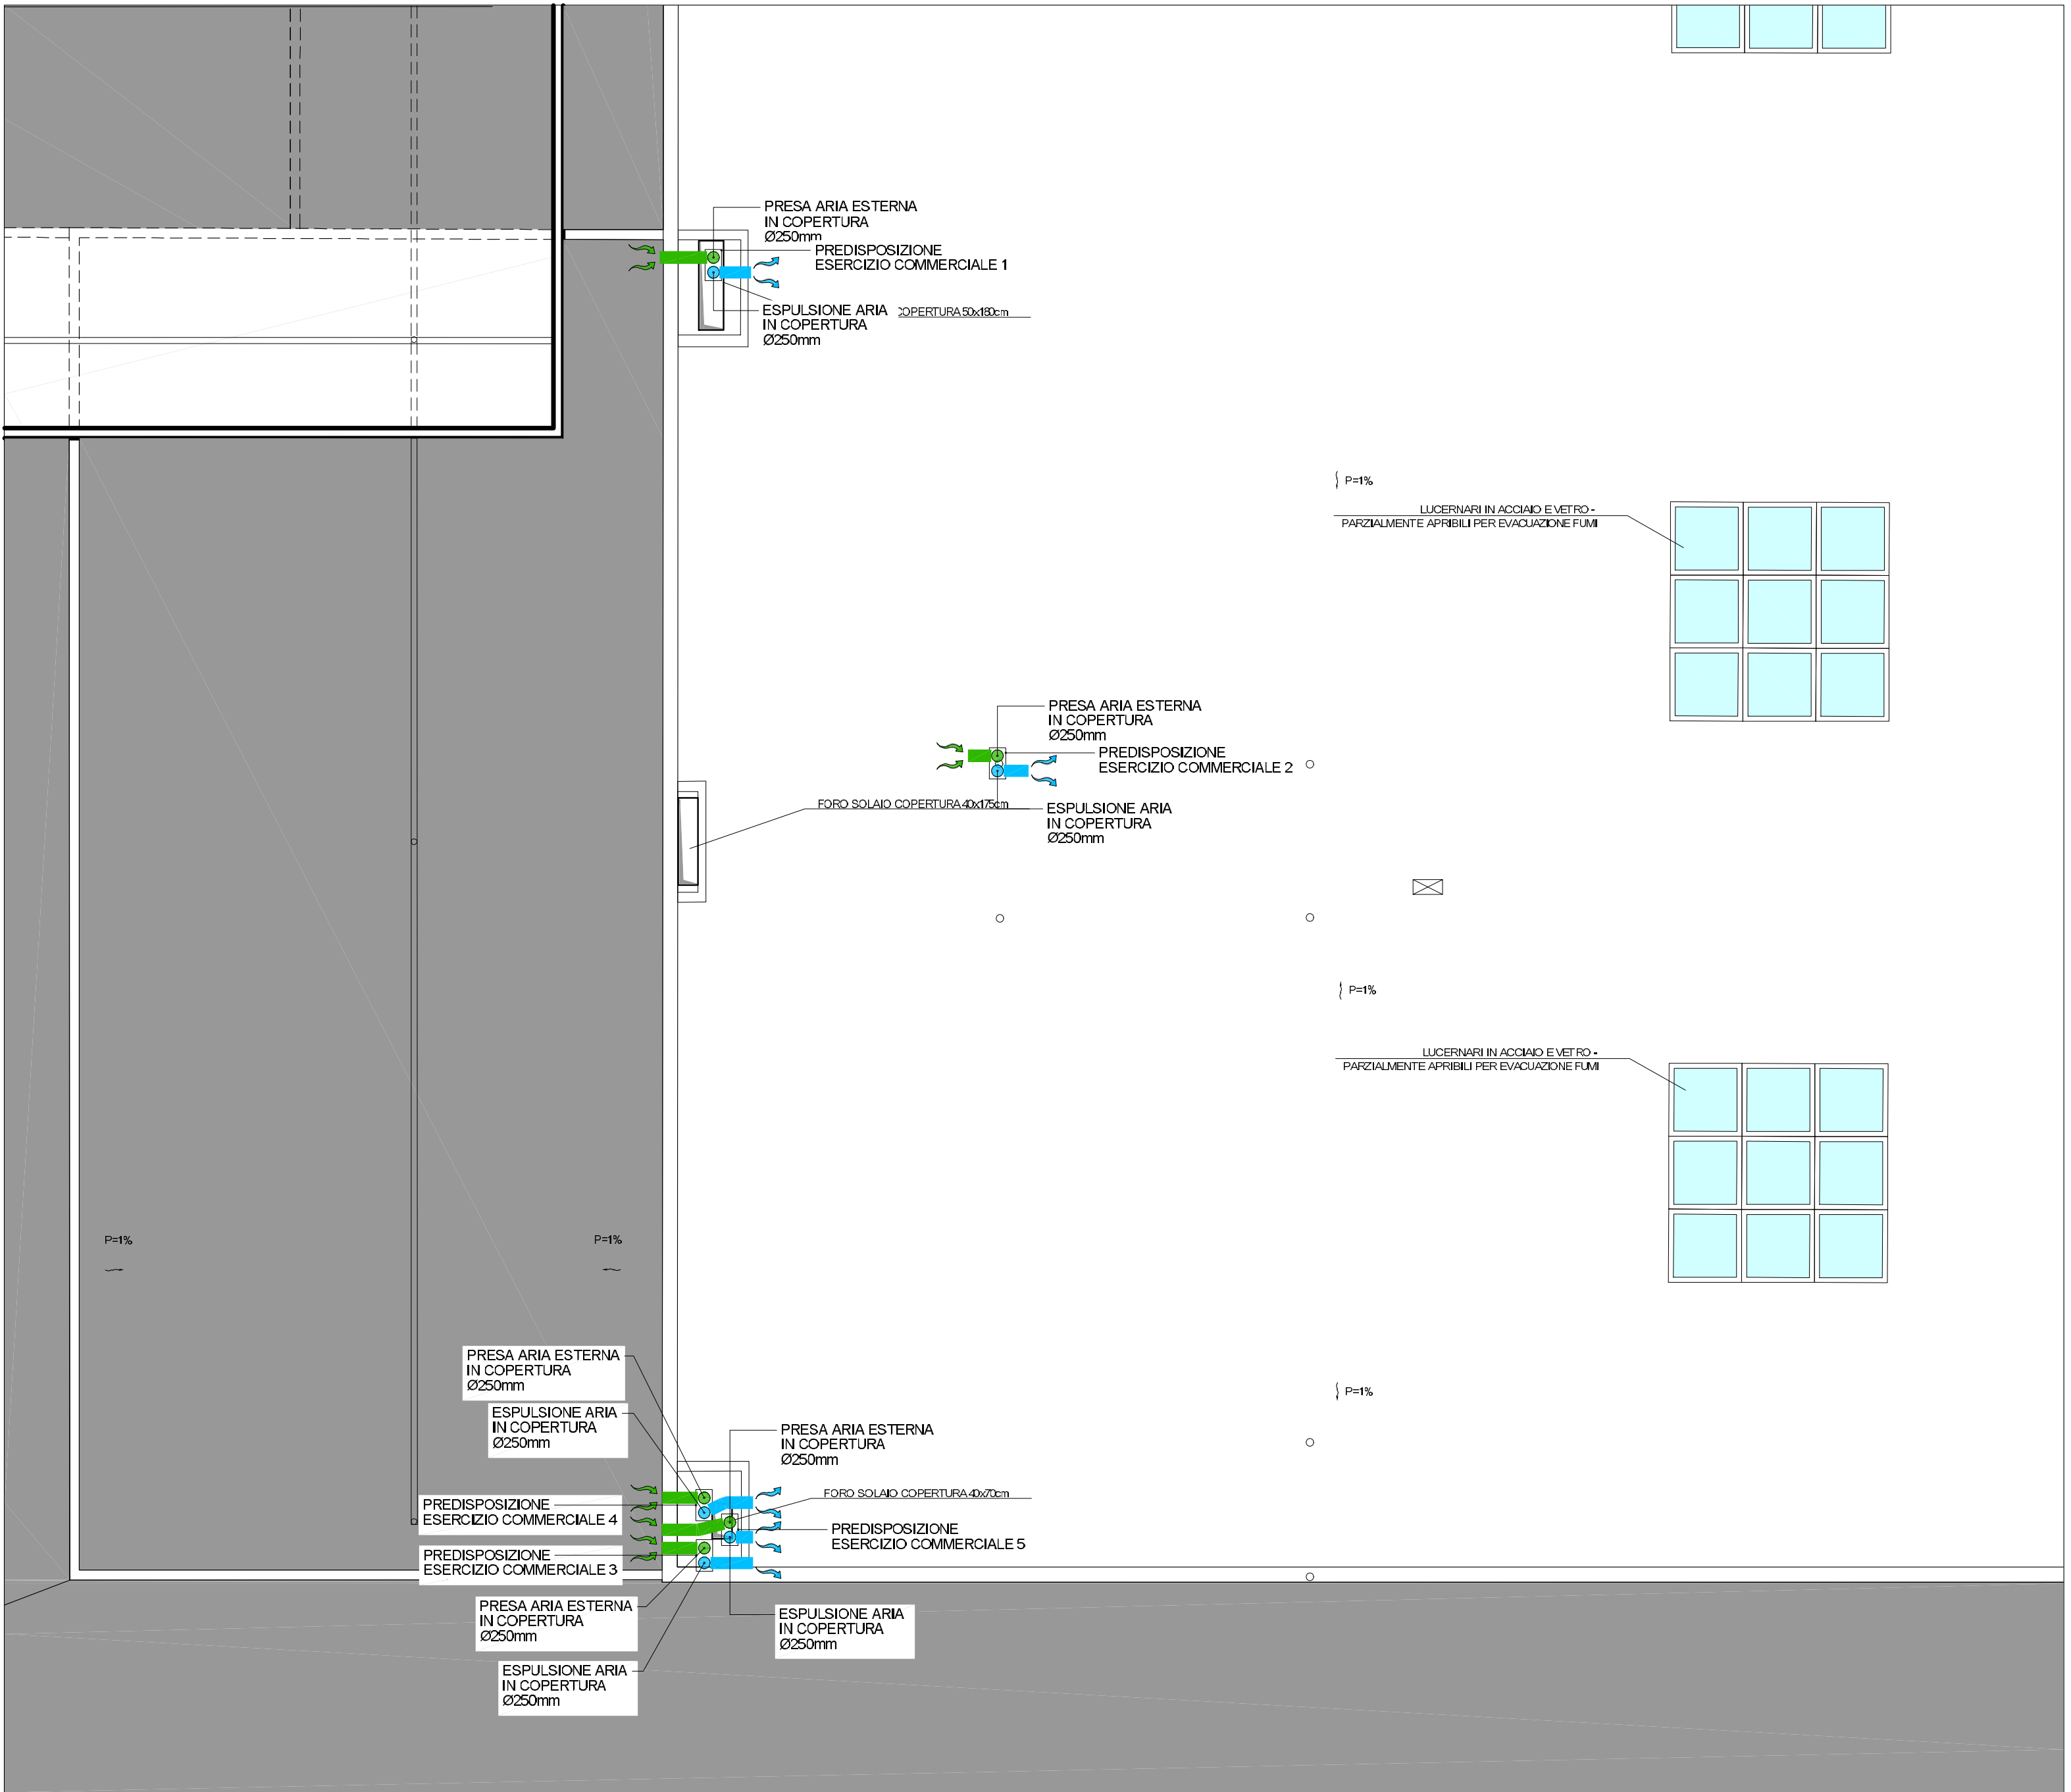 PRESA ARIA ESTERNA
IN COPERTURA
Ø250mm
PREDISPOSIZIONE
ESERCIZIO COMMERCIALE 1
ESPULSIONE ARIA
IN COPERTURA
Ø250mm
COPERTURA 50x180cm
P=1%
LUCERNARI IN ACCIAIO E VETRO -
PARZIALMENTE APRIBILI PER EVACUAZIONE FUMI
PRESA ARIA ESTERNA
IN COPERTURA
Ø250mm
PREDISPOSIZIONE
ESERCIZIO COMMERCIALE 2
FORO SOLAIO COPERTURA 40x175cm
ESPULSIONE ARIA
IN COPERTURA
Ø250mm
P=1%
LUCERNARI IN ACCIAIO E VETRO -
PARZIALMENTE APRIBILI PER EVACUAZIONE FUMI
P=1%
P=1%
PRESA ARIA ESTERNA
IN COPERTURA
Ø250mm
P=1%
ESPULSIONE ARIA
IN COPERTURA
Ø250mm
PRESA ARIA ESTERNA
IN COPERTURA
Ø250mm
FORO SOLAIO COPERTURA 40x70cm
PREDISPOSIZIONE
ESERCIZIO COMMERCIALE 4
PREDISPOSIZIONE
ESERCIZIO COMMERCIALE 5
PREDISPOSIZIONE
ESERCIZIO COMMERCIALE 3
PRESA ARIA ESTERNA
IN COPERTURA
Ø250mm
ESPULSIONE ARIA
IN COPERTURA
Ø250mm
ESPULSIONE ARIA
IN COPERTURA
Ø250mm